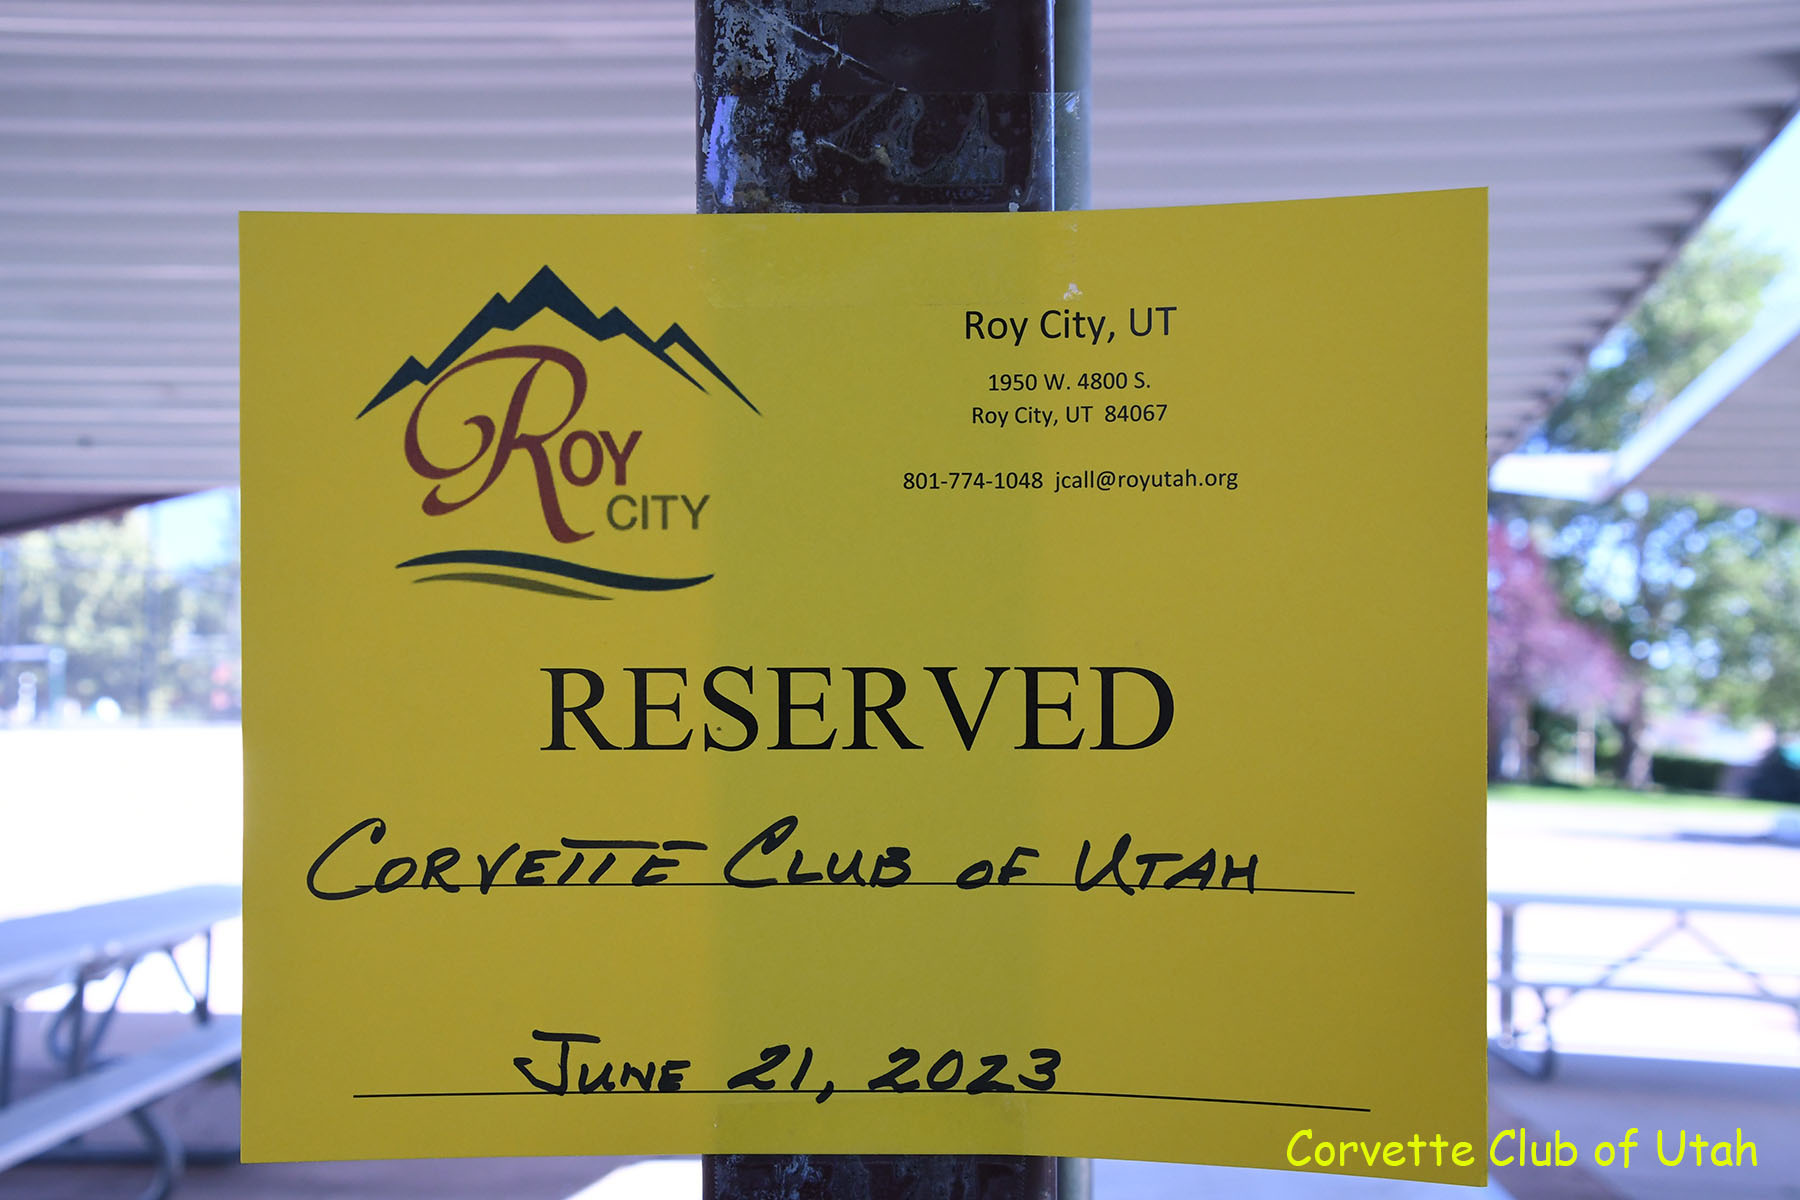 Roy City, UT
1950 W. 4800 S.
Roy City, UT 84067
801-774-1048 jcall@royutah.org
ROY
CITY
RESERVED
CORVETTE CLUB OF UTAH
JUNE 21, 2023
Corvette Club of Utah